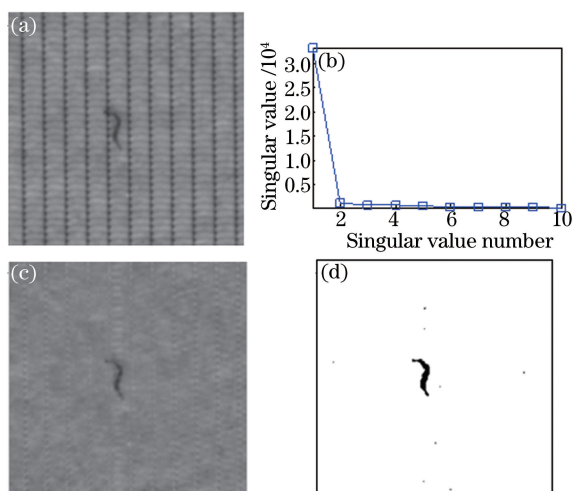 (a)
(b)
Singular value /10⁴
3.0
2.5
2.0
1.5
1.0
0.5
2 4 6 8 10
Singular value number
(c)
(d)